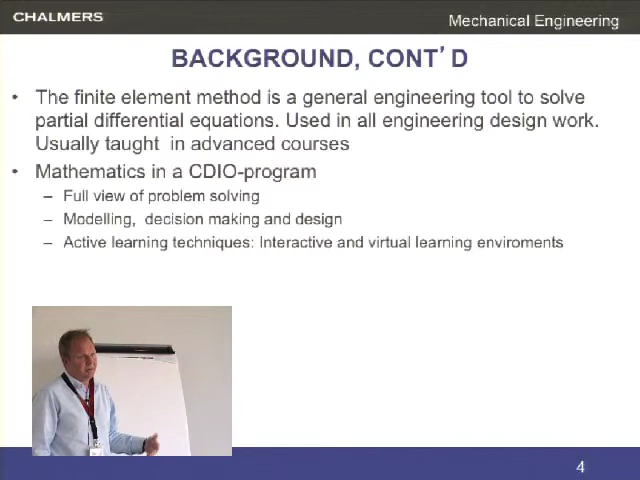 CHALMERS
Mechanical Engineering
BACKGROUND, CONT'D
• The finite element method is a general engineering tool to solve
partial differential equations. Used in all engineering design work.
Usually taught in advanced courses
• Mathematics in a CDIO-program
– Full view of problem solving
– Modelling, decision making and design
– Active learning techniques: Interactive and virtual learning enviroments
4